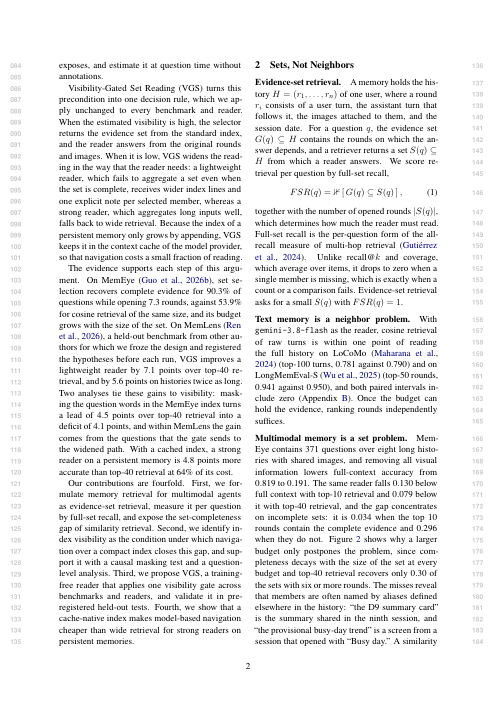 084 exposes, and estimate it at question time without
085 annotations.
086 Visibility-Gated Set Reading (VGS) turns this
087 precondition into one decision rule, which we ap-
088 ply unchanged to every benchmark and reader.
089 When the estimated visibility is high, the selector
090 returns the evidence set from the standard index,
091 and the reader answers from the original rounds
092 and images. When it is low, VGS widens the read-
093 ing in the way that the reader needs: a lightweight
094 reader, which fails to aggregate a set even when
095 the set is complete, receives wider index lines and
096 one explicit note per selected member, whereas a
097 strong reader, which aggregates long inputs well,
098 falls back to wide retrieval. Because the index of a
099 persistent memory only grows by appending, VGS
100 keeps it in the context cache of the model provider,
101 so that navigation costs a small fraction of reading.
102 The evidence supports each step of this argu-
103 ment. On MemEye (Guo et al., 2026b), set se-
104 lection recovers complete evidence for 90.3% of
105 questions while opening 7.3 rounds, against 53.9%
106 for cosine retrieval of the same size, and its budget
107 grows with the size of the set. On MemLens (Ren
108 et al., 2026), a held-out benchmark from other au-
109 thors for which we froze the design and registered
110 the hypotheses before each run, VGS improves a
111 lightweight reader by 7.1 points over top-40 re-
112 trieval, and by 5.6 points on histories twice as long.
113 Two analyses tie these gains to visibility: mask-
114 ing the question words in the MemEye index turns
115 a lead of 4.5 points over top-40 retrieval into a
116 deficit of 4.1 points, and within MemLens the gain
117 comes from the questions that the gate sends to
118 the widened path. With a cached index, a strong
119 reader on a persistent memory is 4.8 points more
120 accurate than top-40 retrieval at 64% of its cost.
121 Our contributions are fourfold. First, we for-
122 mulate memory retrieval for multimodal agents
123 as evidence-set retrieval, measure it per question
124 by full-set recall, and expose the set-completeness
125 gap of similarity retrieval. Second, we identify in-
126 dex visibility as the condition under which naviga-
127 tion over a compact index closes this gap, and sup-
128 port it with a causal masking test and a question-
129 level analysis. Third, we propose VGS, a training-
130 free reader that applies one visibility gate across
131 benchmarks and readers, and validate it in pre-
132 registered held-out tests. Fourth, we show that a
133 cache-native index makes model-based navigation
134 cheaper than wide retrieval for strong readers on
135 persistent memories.
2 Sets, Not Neighbors 136
Evidence-set retrieval. A memory holds the his- 137
tory H = (r₁, . . . , rₙ) of one user, where a round 138
rᵢ consists of a user turn, the assistant turn that 139
follows it, the images attached to them, and the 140
session date. For a question q, the evidence set 141
G(q) ⊆ H contains the rounds on which the an- 142
swer depends, and a retriever returns a set S(q) ⊆ 143
H from which a reader answers. We score re- 144
trieval per question by full-set recall, 145
FSR(q) = [ G(q) ⊆ S(q) ] , (1) 146
together with the number of opened rounds |S(q)|, 147
which determines how much the reader must read. 148
Full-set recall is the per-question form of the all- 149
recall measure of multi-hop retrieval (Gutiérrez 150
et al., 2024). Unlike recall@k and coverage, 151
which average over items, it drops to zero when a 152
single member is missing, which is exactly when a 153
count or a comparison fails. Evidence-set retrieval 154
asks for a small S(q) with FSR(q) = 1. 155
Text memory is a neighbor problem. With 156
gemini-3.8-flash as the reader, cosine retrieval 157
of raw turns is within one point of reading 158
the full history on LoCoMo (Maharana et al., 159
2024) (top-100 turns, 0.781 against 0.790) and on 160
LongMemEval-S (Wu et al., 2025) (top-50 rounds, 161
0.941 against 0.950), and both paired intervals in- 162
clude zero (Appendix B). Once the budget can 163
hold the evidence, ranking rounds independently 164
suffices. 165
Multimodal memory is a set problem. Mem- 166
Eye contains 371 questions over eight long histo- 167
ries with shared images, and removing all visual 168
information lowers full-context accuracy from 169
0.819 to 0.191. The same reader falls 0.130 below 170
full context with top-10 retrieval and 0.079 below 171
it with top-40 retrieval, and the gap concentrates 172
on incomplete sets: it is 0.034 when the top 10 173
rounds contain the complete evidence and 0.296 174
when they do not. Figure 2 shows why a larger 175
budget only postpones the problem, since com- 176
pleteness decays with the size of the set at every 177
budget and top-40 retrieval recovers only 0.30 of 178
the sets with six or more rounds. The misses reveal 179
that members are often named by aliases defined 180
elsewhere in the history: “the D9 summary card” 181
is the summary shared in the ninth session, and 182
“the provisional busy-day trend” is a screen from a 183
session that opened with “Busy day.” A similarity 184
2